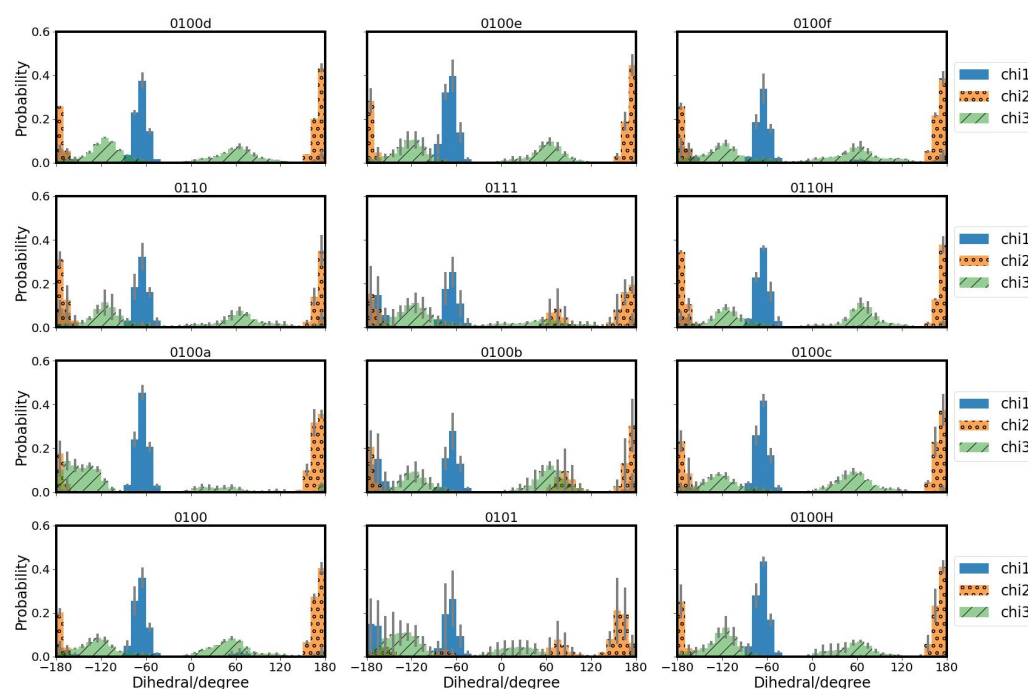 0100d 0100e 0100f
0.6
0.4
0.2
0.0
Probability
chi1
chi2
chi3
0110 0111 0110H
0.6
0.4
0.2
0.0
Probability
chi1
chi2
chi3
0100a 0100b 0100c
0.6
0.4
0.2
0.0
Probability
chi1
chi2
chi3
0100 0101 0100H
0.6
0.4
0.2
0.0
Probability
chi1
chi2
chi3
−180 −120 −60 0 60 120 180 −180 −120 −60 0 60 120 180 −180 −120 −60 0 60 120 180
Dihedral/degree Dihedral/degree Dihedral/degree